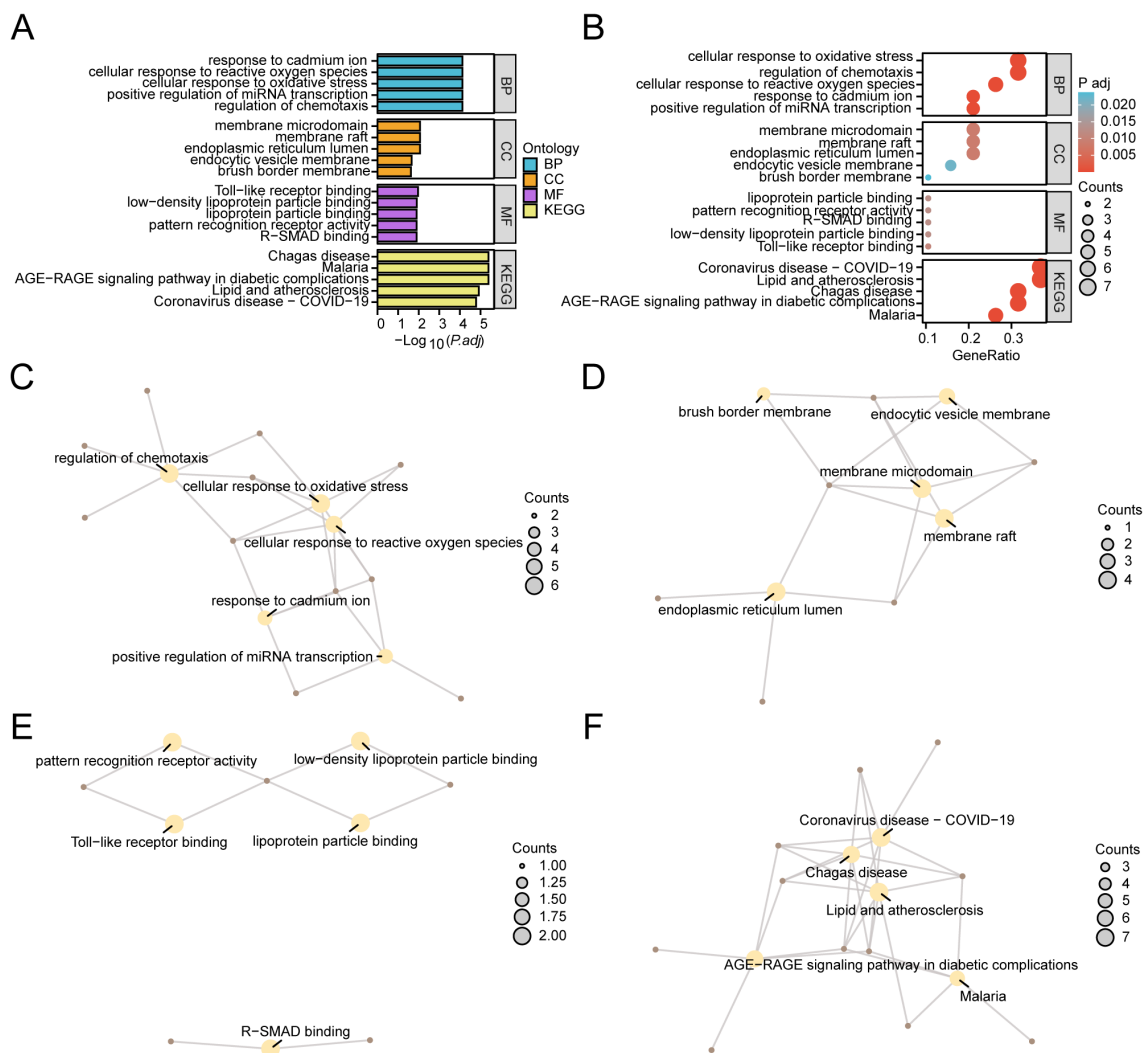 A
response to cadmium ion
cellular response to reactive oxygen species
cellular response to oxidative stress
positive regulation of miRNA transcription
regulation of chemotaxis
BP
membrane microdomain
membrane raft
endoplasmic reticulum lumen
endocytic vesicle membrane
brush border membrane
CC
Toll−like receptor binding
low−density lipoprotein particle binding
lipoprotein particle binding
pattern recognition receptor activity
R−SMAD binding
MF
Chagas disease
Malaria
AGE−RAGE signaling pathway in diabetic complications
Lipid and atherosclerosis
Coronavirus disease − COVID−19
KEGG
0 1 2 3 4 5
−Log10(P.adj)
Ontology
BP
CC
MF
KEGG
B
cellular response to oxidative stress
regulation of chemotaxis
cellular response to reactive oxygen species
response to cadmium ion
positive regulation of miRNA transcription
BP
membrane microdomain
membrane raft
endoplasmic reticulum lumen
endocytic vesicle membrane
brush border membrane
CC
lipoprotein particle binding
pattern recognition receptor activity
R−SMAD binding
low−density lipoprotein particle binding
Toll−like receptor binding
MF
Coronavirus disease − COVID−19
Lipid and atherosclerosis
Chagas disease
AGE−RAGE signaling pathway in diabetic complications
Malaria
KEGG
0.1 0.2 0.3
GeneRatio
P adj
0.020
0.015
0.010
0.005
Counts
2
3
4
5
6
7
C
regulation of chemotaxis
cellular response to oxidative stress
cellular response to reactive oxygen species
response to cadmium ion
positive regulation of miRNA transcription
Counts
2
3
4
5
6
D
brush border membrane
endocytic vesicle membrane
membrane microdomain
membrane raft
endoplasmic reticulum lumen
Counts
1
2
3
4
E
pattern recognition receptor activity
low−density lipoprotein particle binding
Toll−like receptor binding
lipoprotein particle binding
R−SMAD binding
Counts
1.00
1.25
1.50
1.75
2.00
F
Coronavirus disease − COVID−19
Chagas disease
Lipid and atherosclerosis
AGE−RAGE signaling pathway in diabetic complications
Malaria
Counts
3
4
5
6
7